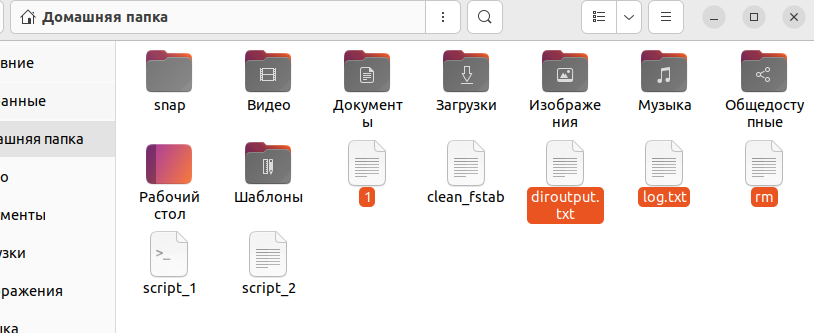 Домашняя папка
вние
анные
ашняя папка
о
менты
узки
ражения
ка
snap
Видео
Документ
ы
Загрузки
Изображе
ния
Музыка
Общедосту
пные
Рабочий
стол
Шаблоны
1
clean_fstab
diroutput.
txt
log.txt
rm
script_1
script_2